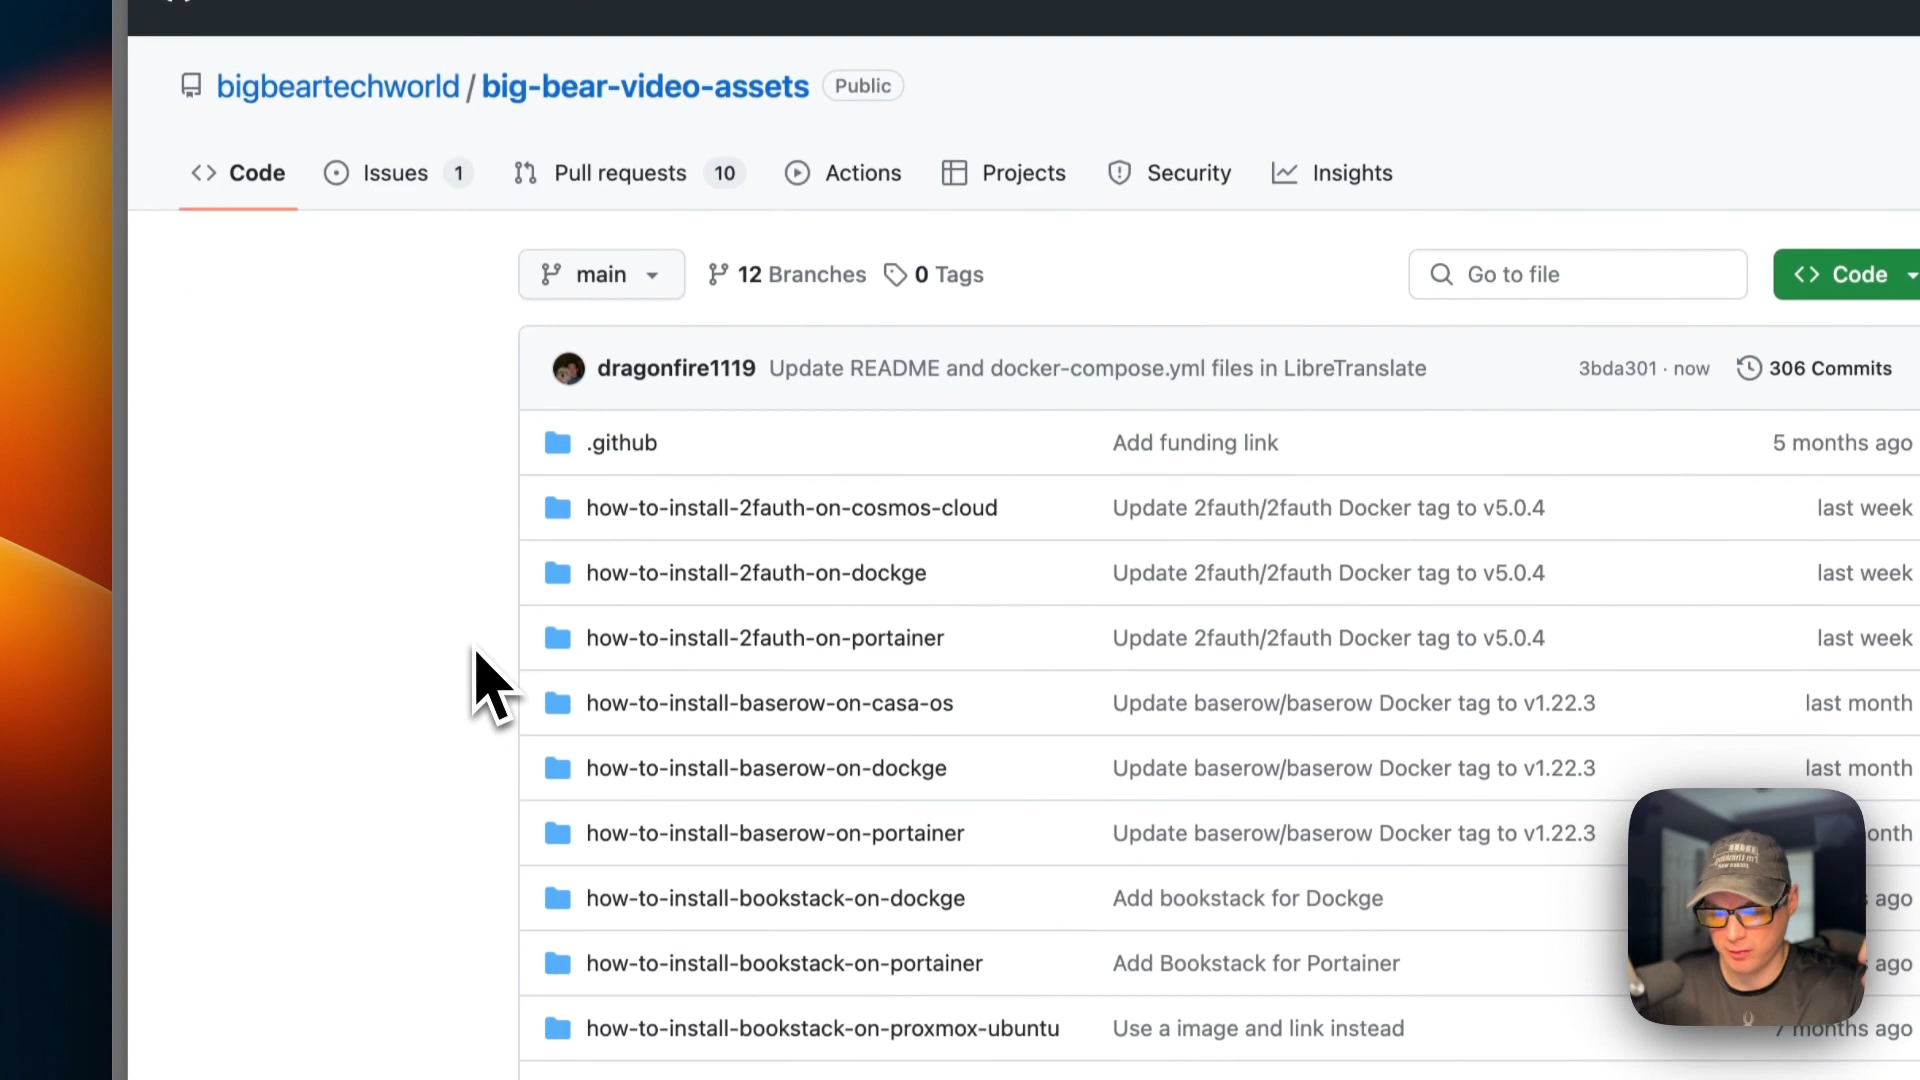 bigbeartechworld / big-bear-video-assets Public
Code Issues 1 Pull requests 10 Actions Projects Security Insights
main 12 Branches 0 Tags Go to file Code
dragonfire1119 Update README and docker-compose.yml files in LibreTranslate 3bda301 · now 306 Commits
.github Add funding link 5 months ago
how-to-install-2fauth-on-cosmos-cloud Update 2fauth/2fauth Docker tag to v5.0.4 last week
how-to-install-2fauth-on-dockge Update 2fauth/2fauth Docker tag to v5.0.4 last week
how-to-install-2fauth-on-portainer Update 2fauth/2fauth Docker tag to v5.0.4 last week
how-to-install-baserow-on-casa-os Update baserow/baserow Docker tag to v1.22.3 last month
how-to-install-baserow-on-dockge Update baserow/baserow Docker tag to v1.22.3 last month
how-to-install-baserow-on-portainer Update baserow/baserow Docker tag to v1.22.3 onth
how-to-install-bookstack-on-dockge Add bookstack for Dockge ago
how-to-install-bookstack-on-portainer Add Bookstack for Portainer ago
how-to-install-bookstack-on-proxmox-ubuntu Use a image and link instead 7 months ago